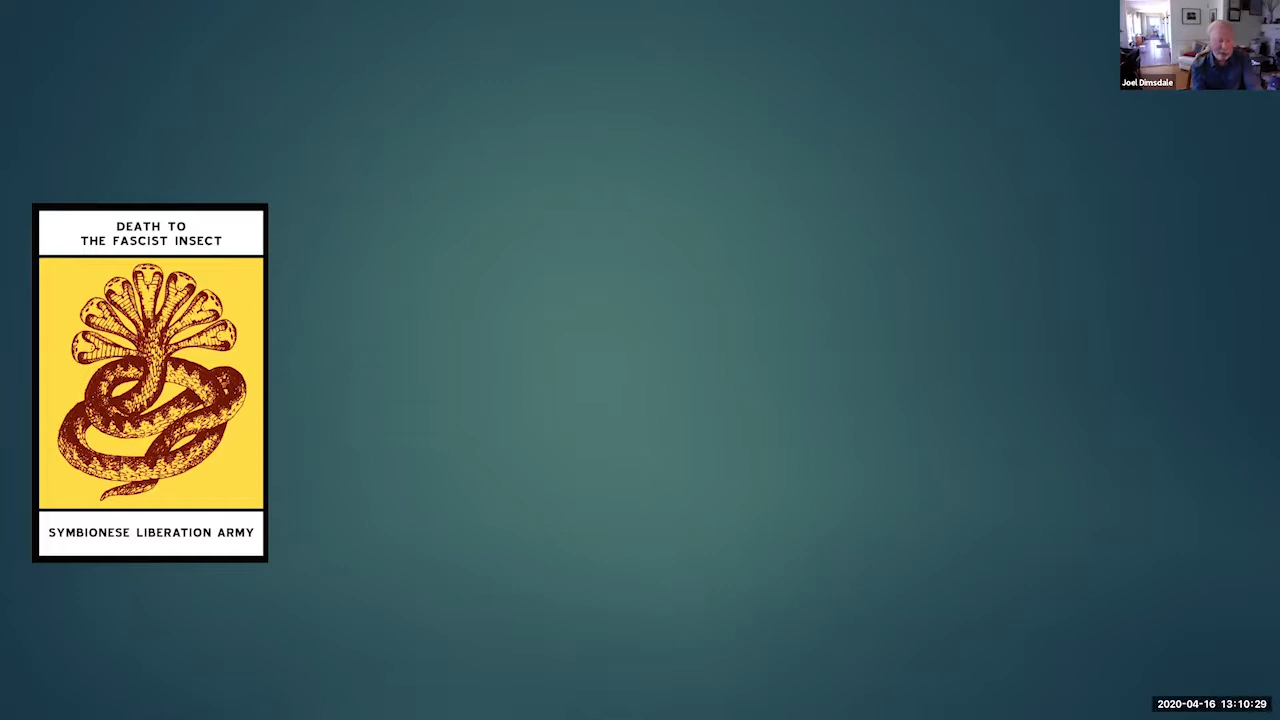 Joel Dimsdale
DEATH TO
THE FASCIST INSECT
SYMBIONESE LIBERATION ARMY
2020-04-16 13:10:29